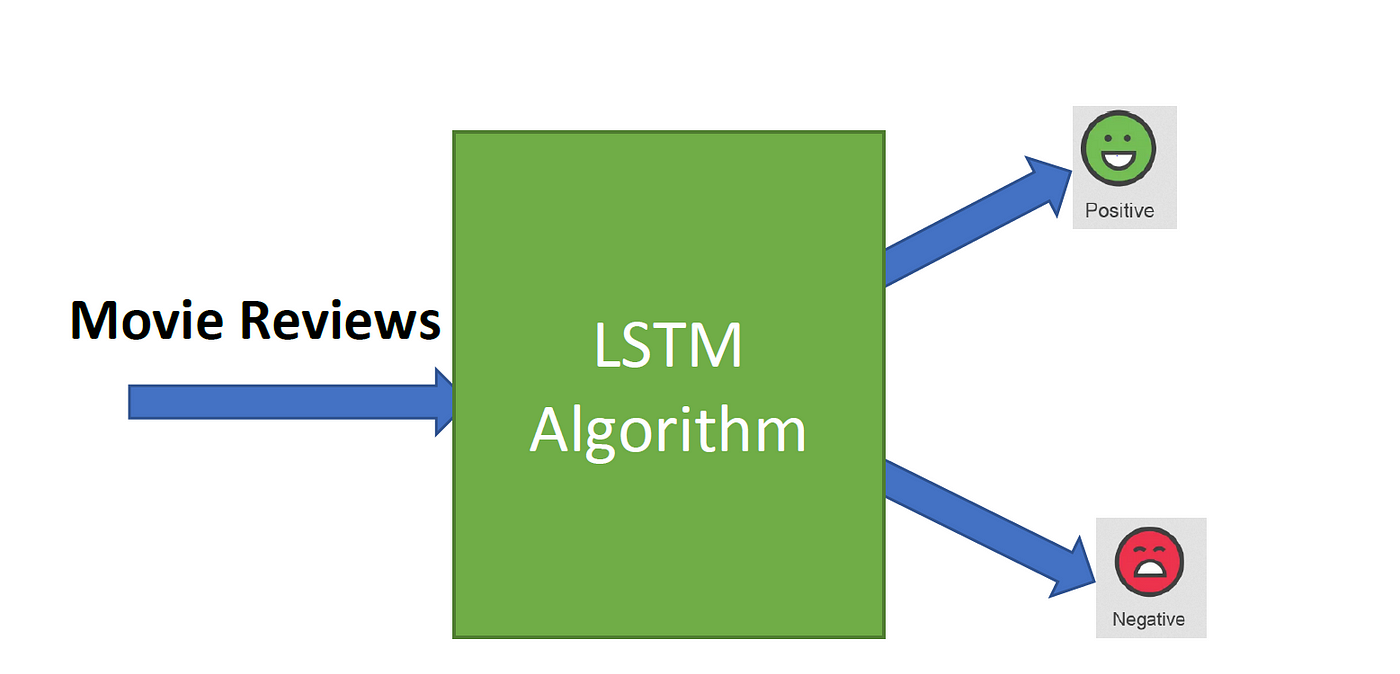 Movie Reviews
LSTM
Algorithm
Positive
Negative